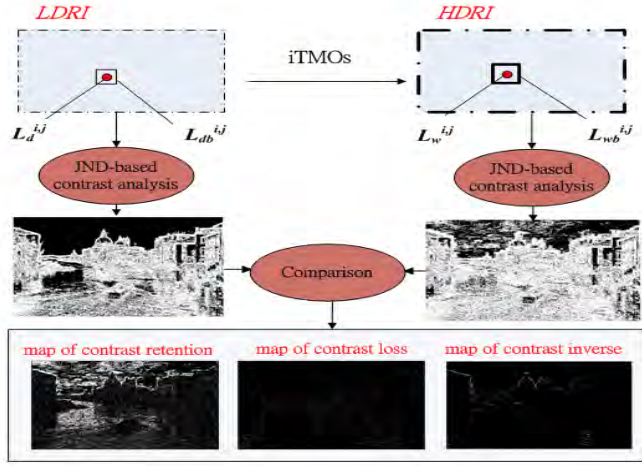 LDRI
HDRI
iTMOs
L_d^{i,j}
L_db^{i,j}
L_w^{i,j}
L_wb^{i,j}
JND-based
contrast analysis
JND-based
contrast analysis
Comparison
map of contrast retention
map of contrast loss
map of contrast inverse